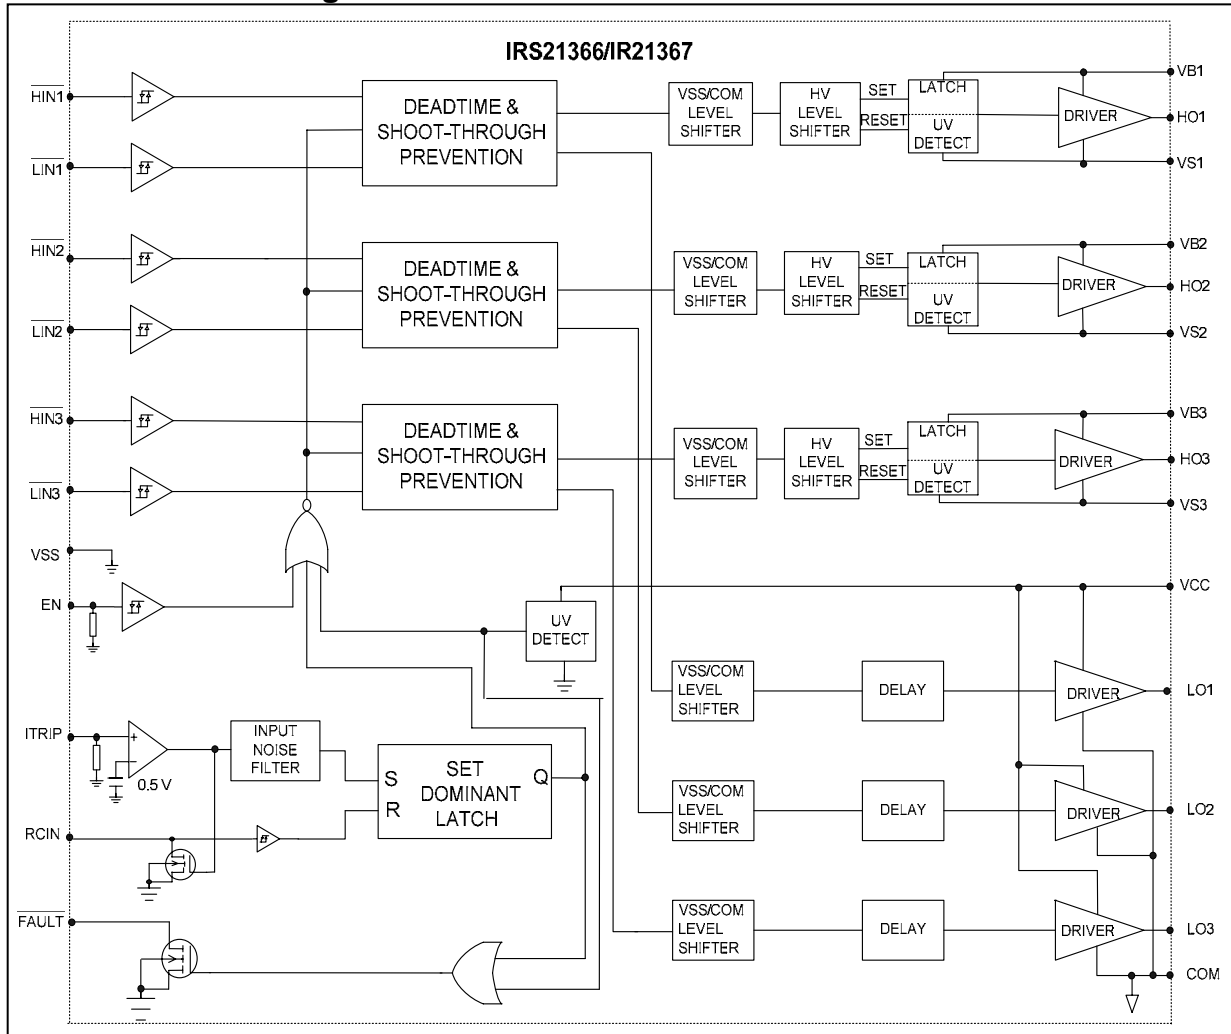 IRS21366/IR21367
HIN1
LIN1
DEADTIME &
SHOOT-THROUGH
PREVENTION
VSS/COM
LEVEL
SHIFTER
HV
LEVEL
SHIFTER
SET
RESET
LATCH
UV
DETECT
DRIVER
VB1
HO1
VS1
HIN2
LIN2
DEADTIME &
SHOOT-THROUGH
PREVENTION
VSS/COM
LEVEL
SHIFTER
HV
LEVEL
SHIFTER
SET
RESET
LATCH
UV
DETECT
DRIVER
VB2
HO2
VS2
HIN3
LIN3
DEADTIME &
SHOOT-THROUGH
PREVENTION
VSS/COM
LEVEL
SHIFTER
HV
LEVEL
SHIFTER
SET
RESET
LATCH
UV
DETECT
DRIVER
VB3
HO3
VS3
VSS
EN
UV
DETECT
VCC
VSS/COM
LEVEL
SHIFTER
DELAY
DRIVER
LO1
ITRIP
+
−
0.5 V
INPUT
NOISE
FILTER
S
R
SET
DOMINANT
LATCH
Q
RCIN
VSS/COM
LEVEL
SHIFTER
DELAY
DRIVER
LO2
FAULT
VSS/COM
LEVEL
SHIFTER
DELAY
DRIVER
LO3
COM